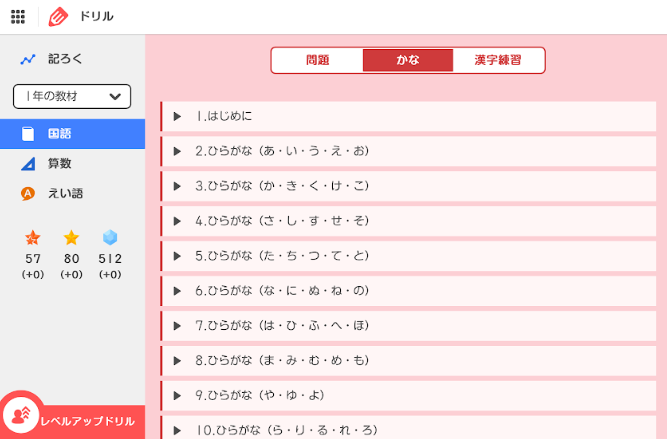 ドリル
記ろく
1年の教材
国語
算数
えい語
57 80 512
(+0) (+0) (+0)
レベルアップドリル
問題 かな 漢字練習
1.はじめに
2.ひらがな（あ・い・う・え・お）
3.ひらがな（か・き・く・け・こ）
4.ひらがな（さ・し・す・せ・そ）
5.ひらがな（た・ち・つ・て・と）
6.ひらがな（な・に・ぬ・ね・の）
7.ひらがな（は・ひ・ふ・へ・ほ）
8.ひらがな（ま・み・む・め・も）
9.ひらがな（や・ゆ・よ）
10.ひらがな（ら・り・る・れ・ろ）